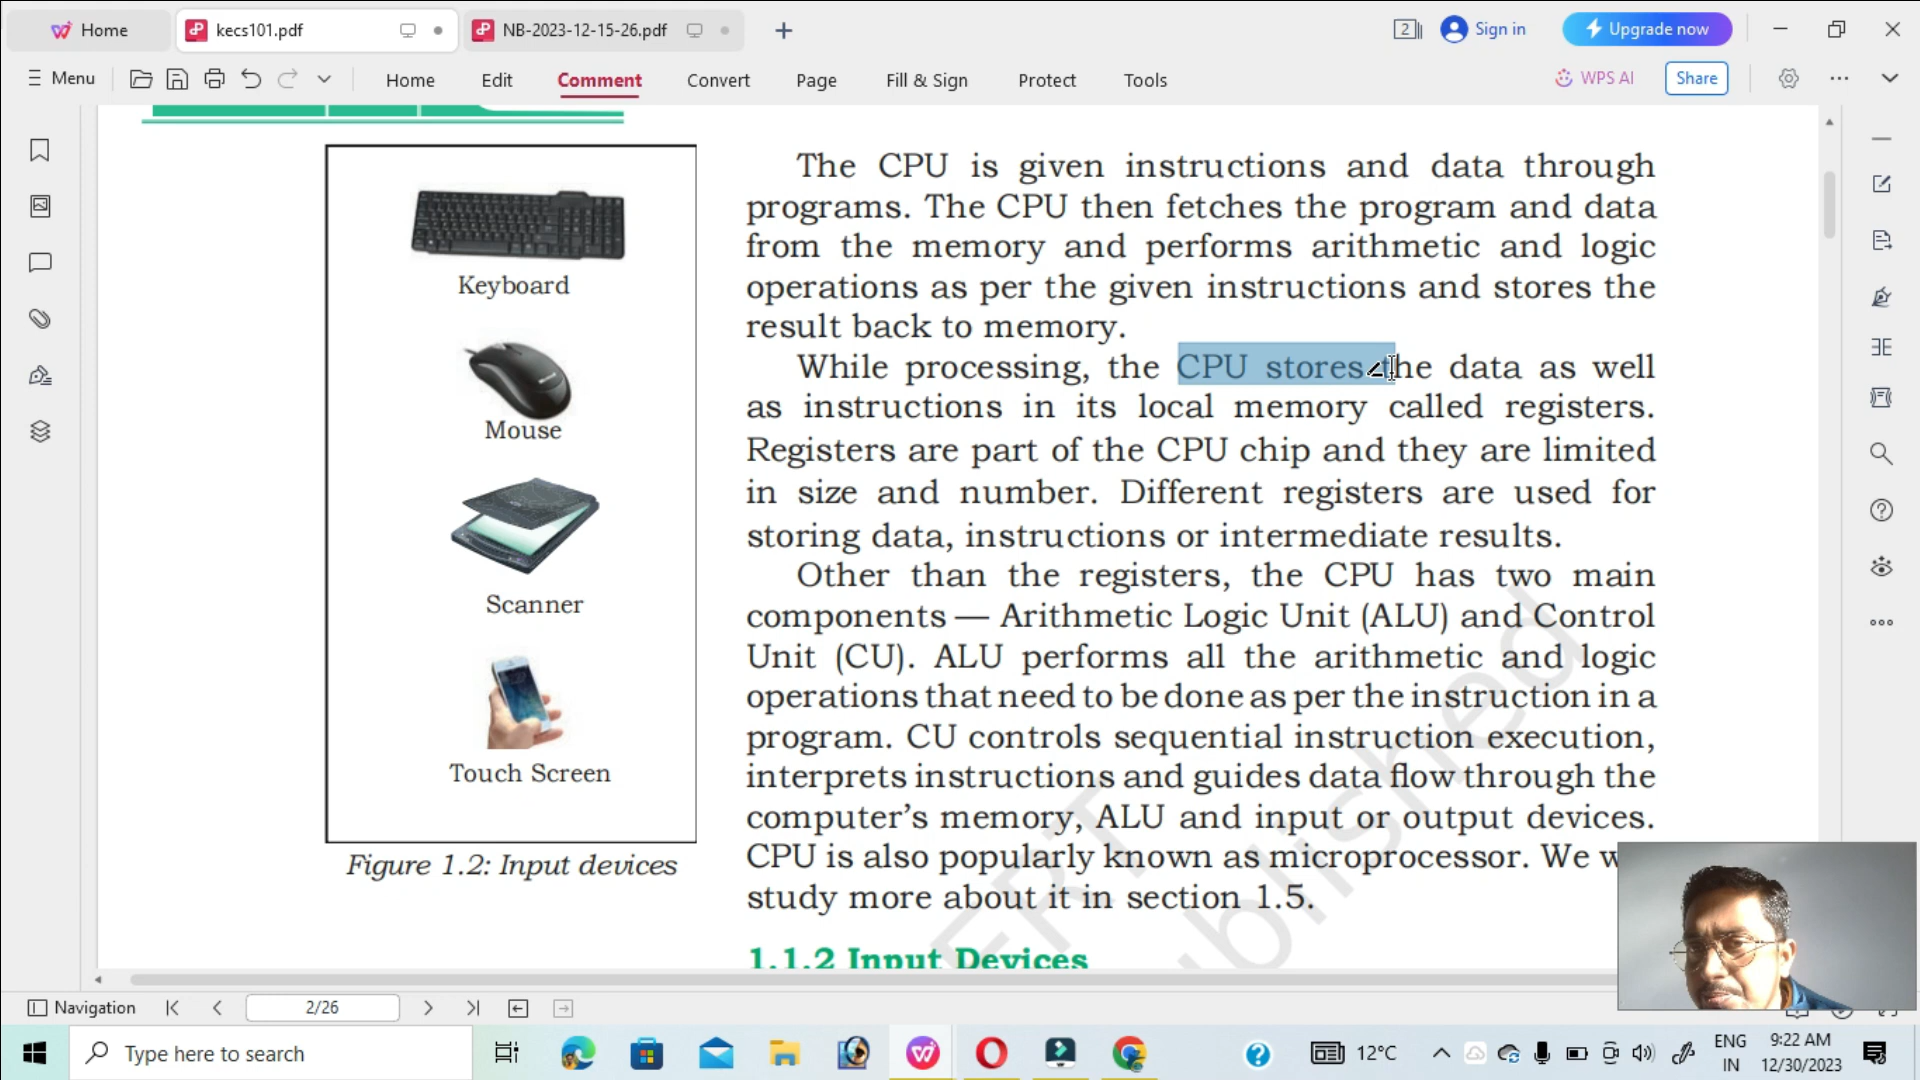 Home
kecs101.pdf
NB-2023-12-15-26.pdf
2
Sign in
Upgrade now
Menu
Home
Edit
Comment
Convert
Page
Fill & Sign
Protect
Tools
WPS AI
Share
Keyboard
Mouse
Scanner
Touch Screen
Figure 1.2: Input devices
The CPU is given instructions and data through
programs. The CPU then fetches the program and data
from the memory and performs arithmetic and logic
operations as per the given instructions and stores the
result back to memory.
While processing, the CPU stores the data as well
as instructions in its local memory called registers.
Registers are part of the CPU chip and they are limited
in size and number. Different registers are used for
storing data, instructions or intermediate results.
Other than the registers, the CPU has two main
components — Arithmetic Logic Unit (ALU) and Control
Unit (CU). ALU performs all the arithmetic and logic
operations that need to be done as per the instruction in a
program. CU controls sequential instruction execution,
interprets instructions and guides data flow through the
computer's memory, ALU and input or output devices.
CPU is also popularly known as microprocessor. We
study more about it in section 1.5.
1.1.2 Input Devices
Navigation
2/26
Type here to search
12°C
ENG
IN
9:22 AM
12/30/2023